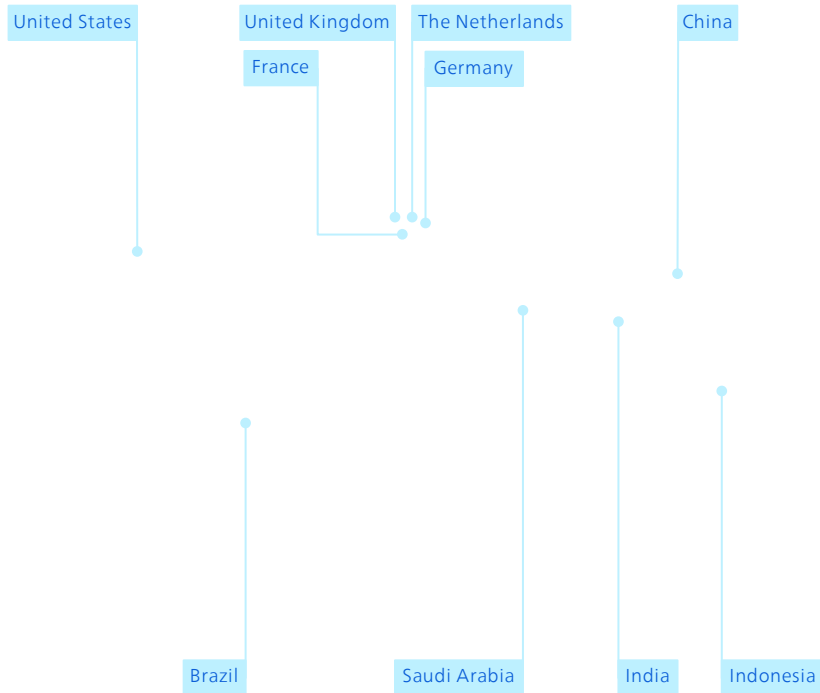 United States
United Kingdom
The Netherlands
China
France
Germany
Brazil
Saudi Arabia
India
Indonesia